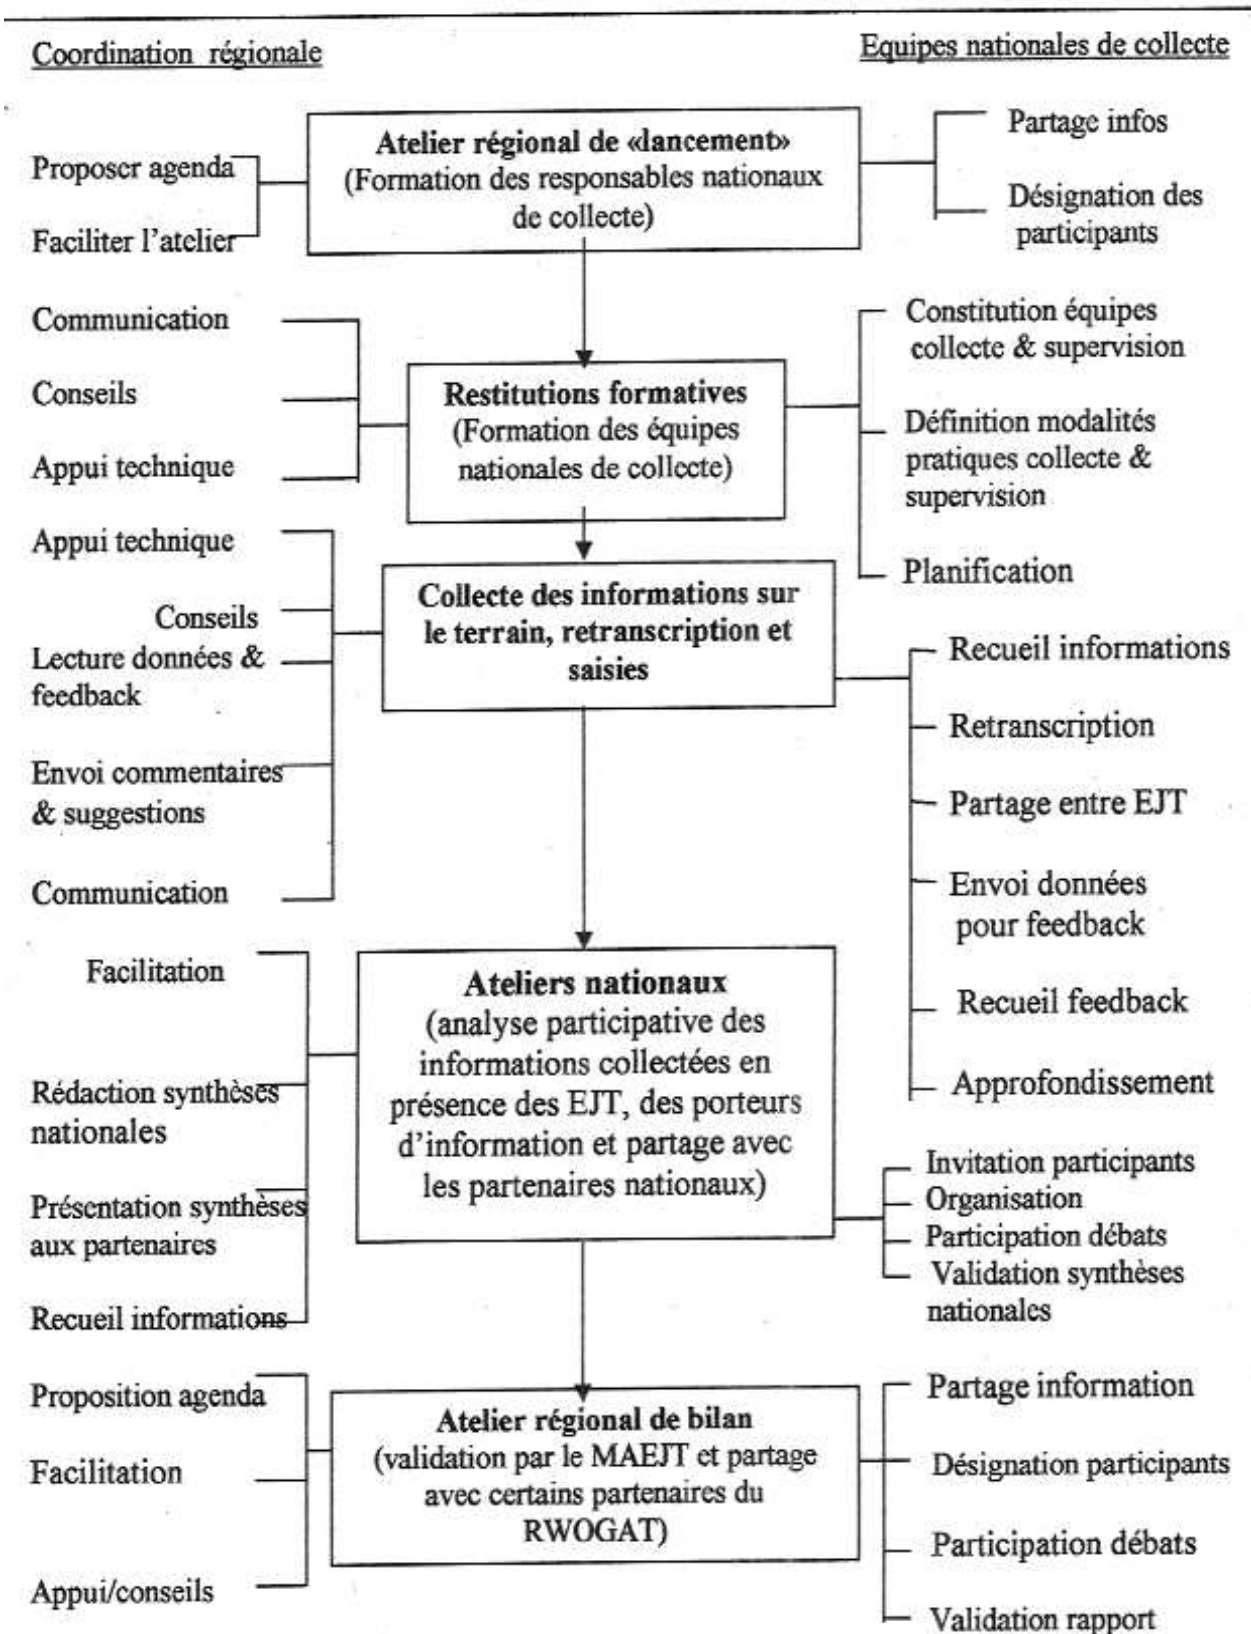 Coordination régionale
Equipes nationales de collecte
Atelier régional de «lancement»
(Formation des responsables nationaux
de collecte)
Proposer agenda
Faciliter l'atelier
Partage infos
Désignation des
participants
Communication
Conseils
Appui technique
Restitutions formatives
(Formation des équipes
nationales de collecte)
Constitution équipes
collecte & supervision
Définition modalités
pratiques collecte &
supervision
Planification
Appui technique
Conseils
Lecture données &
feedback
Envoi commentaires
& suggestions
Communication
Collecte des informations sur
le terrain, retranscription et
saisies
Recueil informations
Retranscription
Partage entre EJT
Envoi données
pour feedback
Recueil feedback
Approfondissement
Facilitation
Rédaction synthèses
nationales
Présentation synthèses
aux partenaires
Recueil informations
Ateliers nationaux
(analyse participative des
informations collectées en
présence des EJT, des porteurs
d'information et partage avec
les partenaires nationaux)
Invitation participants
Organisation
Participation débats
Validation synthèses
nationales
Proposition agenda
Facilitation
Appui/conseils
Atelier régional de bilan
(validation par le MAEJT et partage
avec certains partenaires du
RWOGAT)
Partage information
Désignation participants
Participation débats
Validation rapport